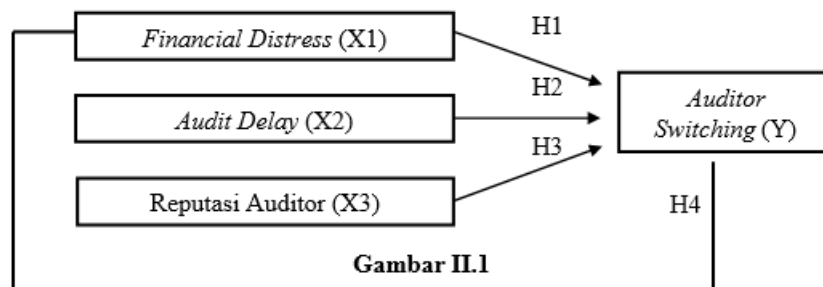 Financial Distress (X1)
H1
H2
Audit Delay (X2)
Auditor
Switching (Y)
H3
Reputasi Auditor (X3)
H4
Gambar II.1